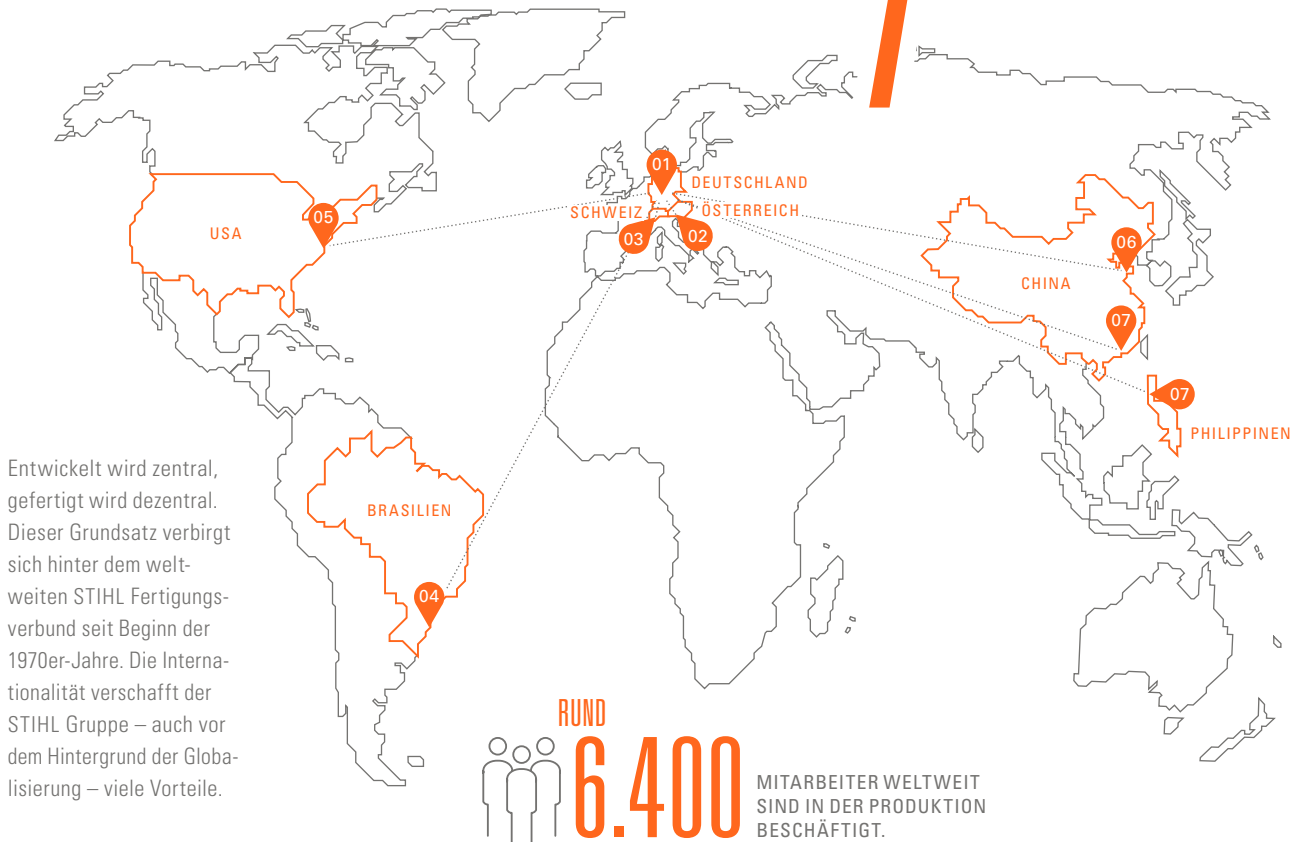 01
DEUTSCHLAND
SCHWEIZ
ÖSTERREICH
03
02
05
USA
06
CHINA
07
07
PHILIPPINEN
BRASILIEN
04
Entwickelt wird zentral,
gefertigt wird dezentral.
Dieser Grundsatz verbirgt
sich hinter dem welt-
weiten STIHL Fertigungs-
verbund seit Beginn der
1970er-Jahre. Die Interna-
tionalität verschafft der
STIHL Gruppe – auch vor
dem Hintergrund der Globa-
lisierung – viele Vorteile.
RUND
6.400
MITARBEITER WELTWEIT
SIND IN DER PRODUKTION
BESCHÄFTIGT.